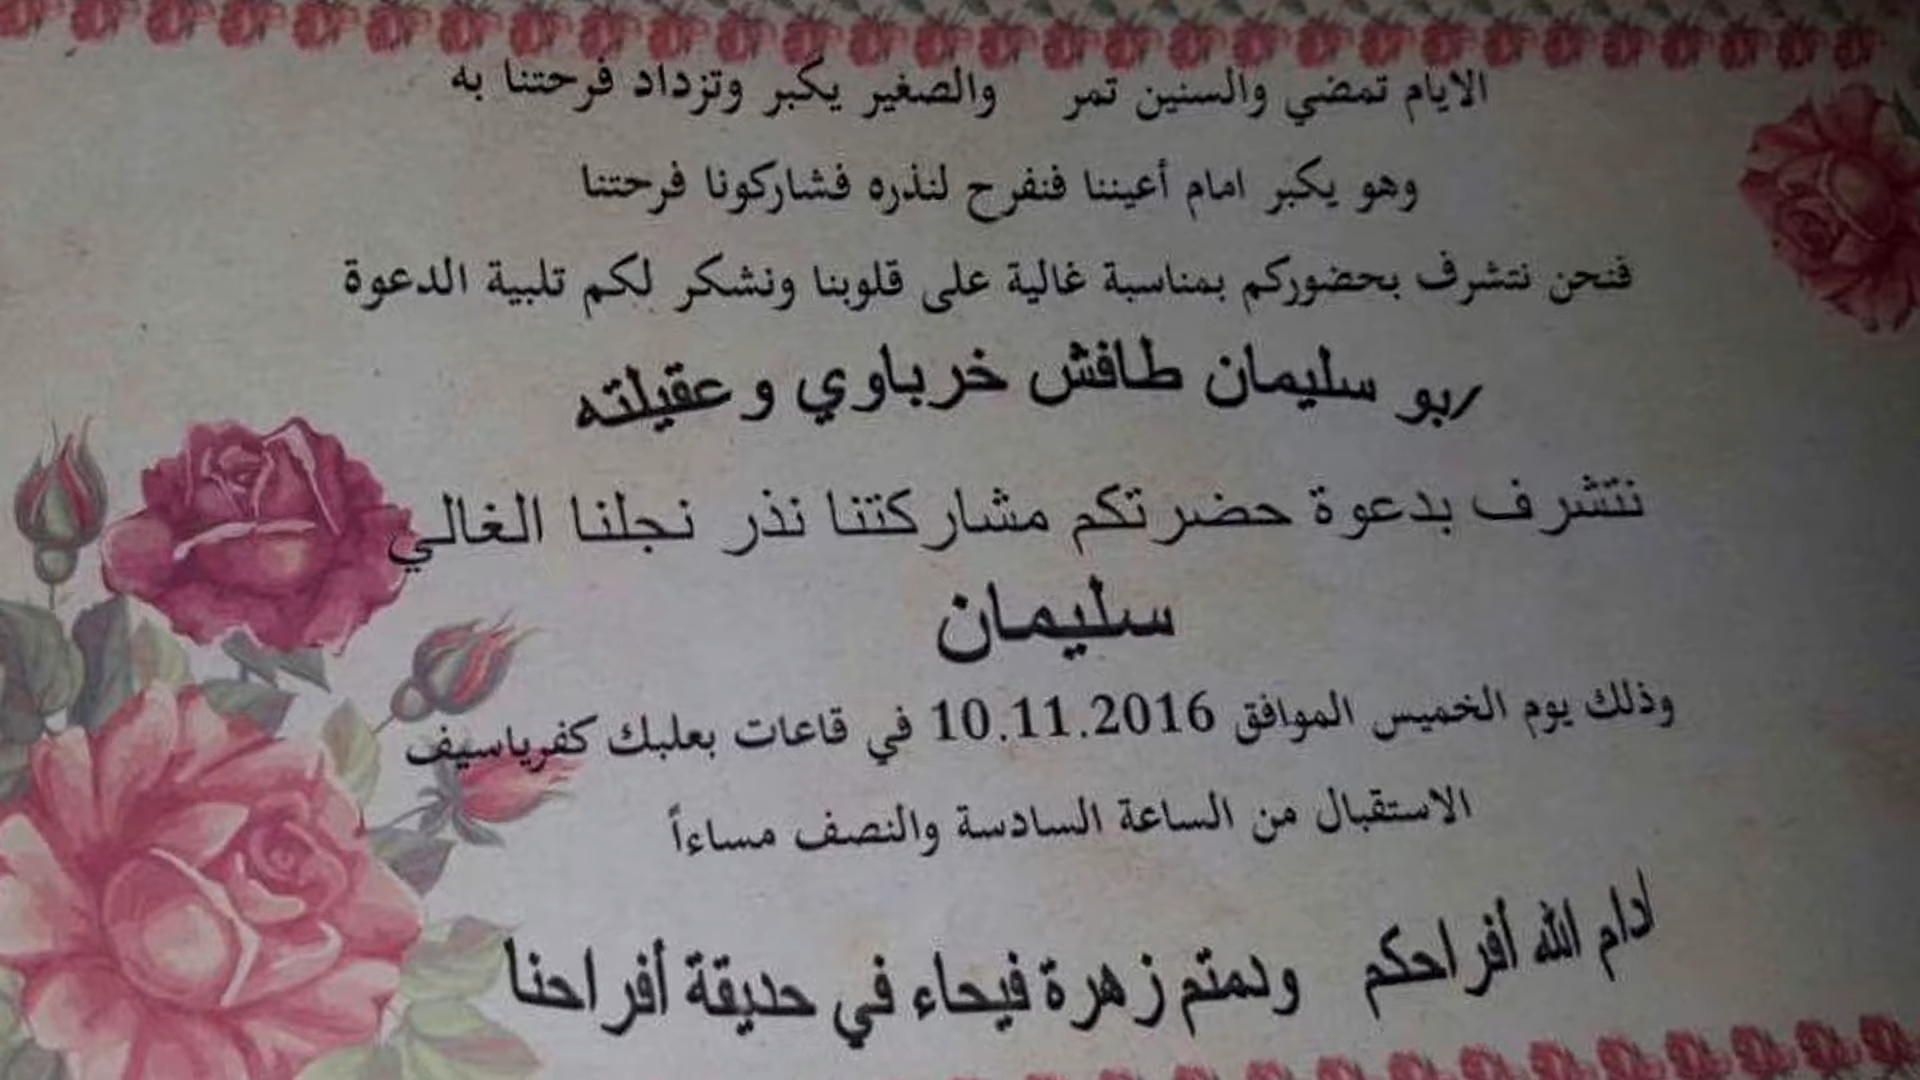 الايام تمضي والسنين تمر والصغير يكبر وتزداد فرحتنا به
وهو يكبر امام أعيننا فنفرح لنذره فشاركونا فرحتنا
فنحن نتشرف بحضوركم بمناسبة غالية على قلوبنا ونشكر لكم تلبية الدعوة
ابو سليمان طافش خرباوي و عقيلته
نتشرف بدعوة حضرتكم مشاركتنا نذر نجلنا الغالي
سليمان
وذلك يوم الخميس الموافق 10.11.2016 في قاعات بعلبك كفرياسيف
الاستقبال من الساعة السادسة والنصف مساءاً
ادام الله أفراحكم ودمتم زهرة فيحاء في حديقة أفراحنا